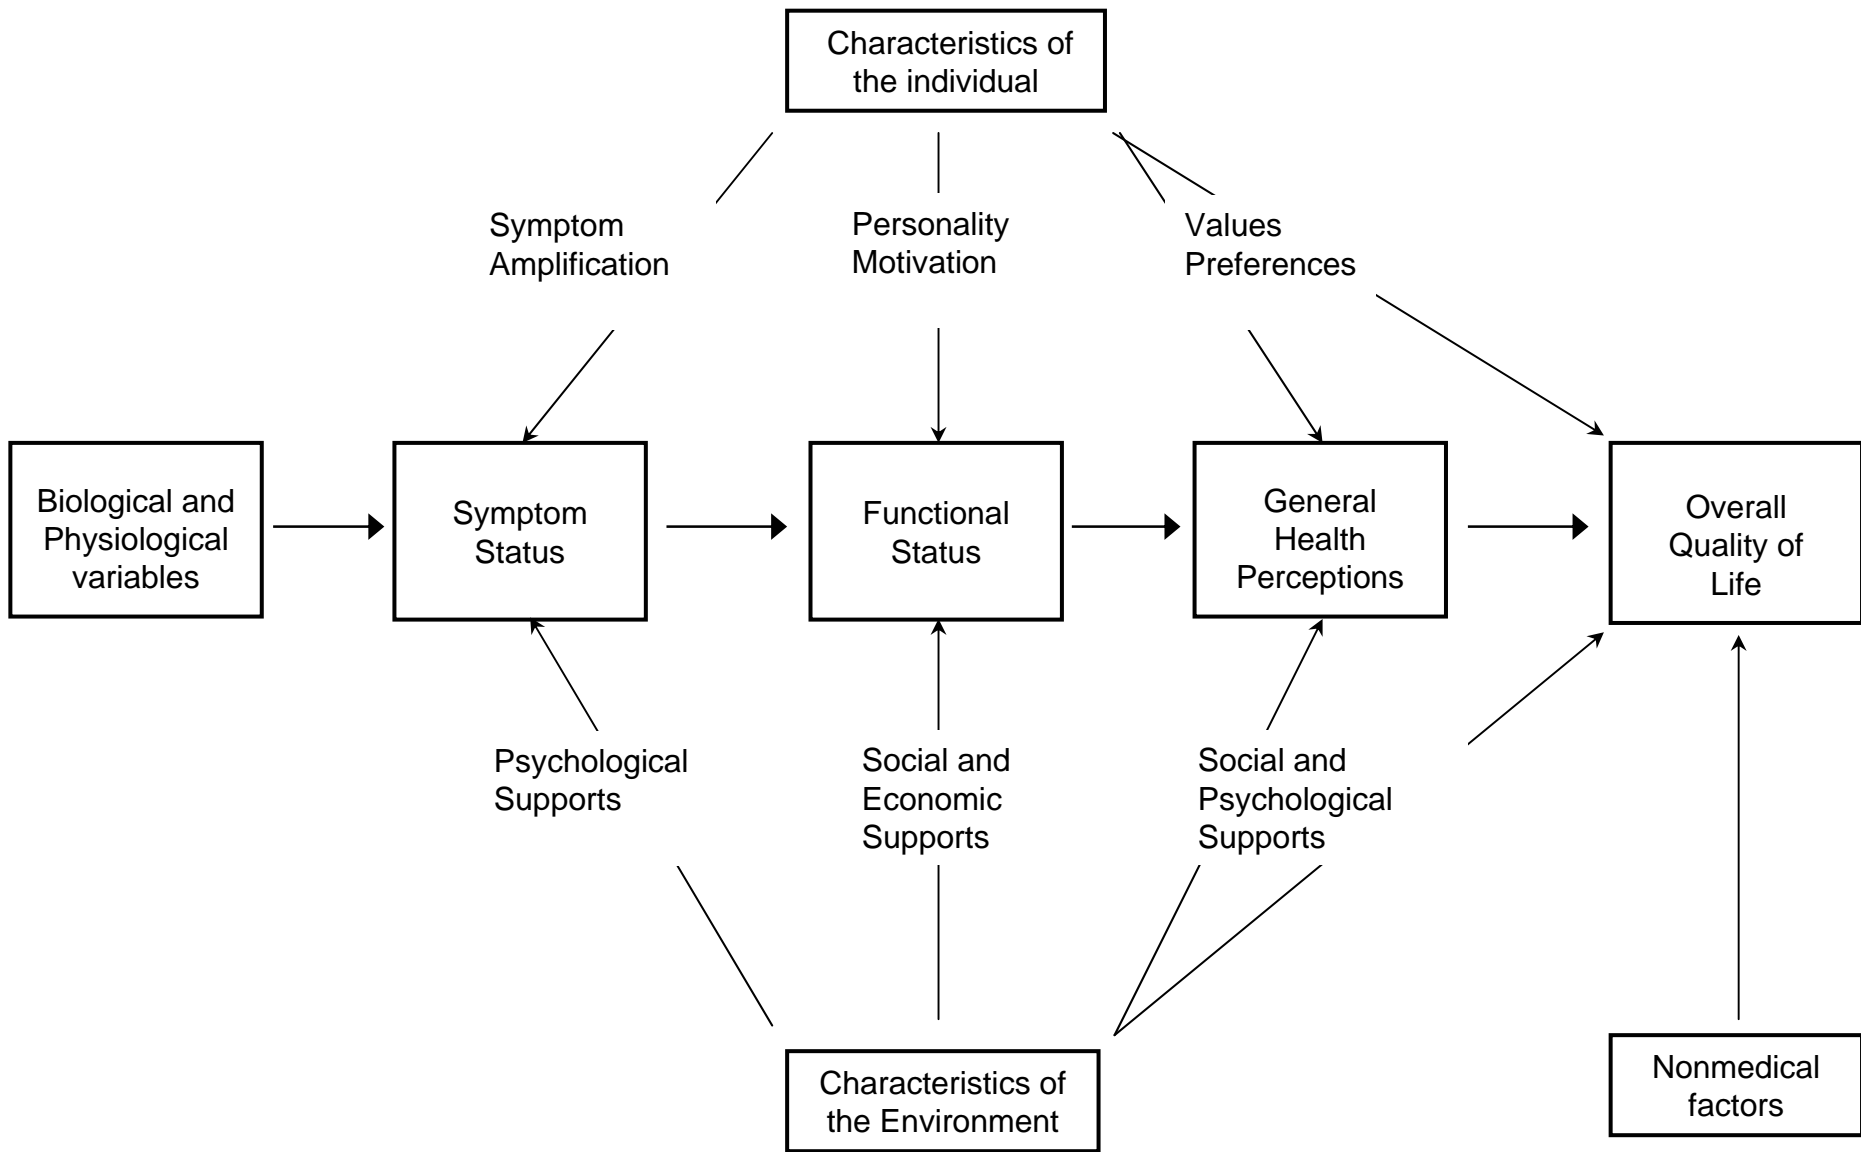 Characteristics of
the individual
Symptom
Amplification
Personality
Motivation
Values
Preferences
Biological and
Physiological
variables
Symptom
Status
Functional
Status
General
Health
Perceptions
Overall
Quality of
Life
Psychological
Supports
Social and
Economic
Supports
Social and
Psychological
Supports
Characteristics of
the Environment
Nonmedical
factors